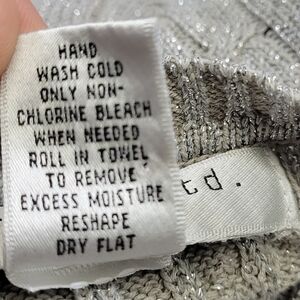 HAND
WASH COLD
ONLY NON-
CHLORINE BLEACH
WHEN NEEDED
ROLL IN TOWEL
TO REMOVE
EXCESS MOISTURE
RESHAPE
DRY FLAT
td.